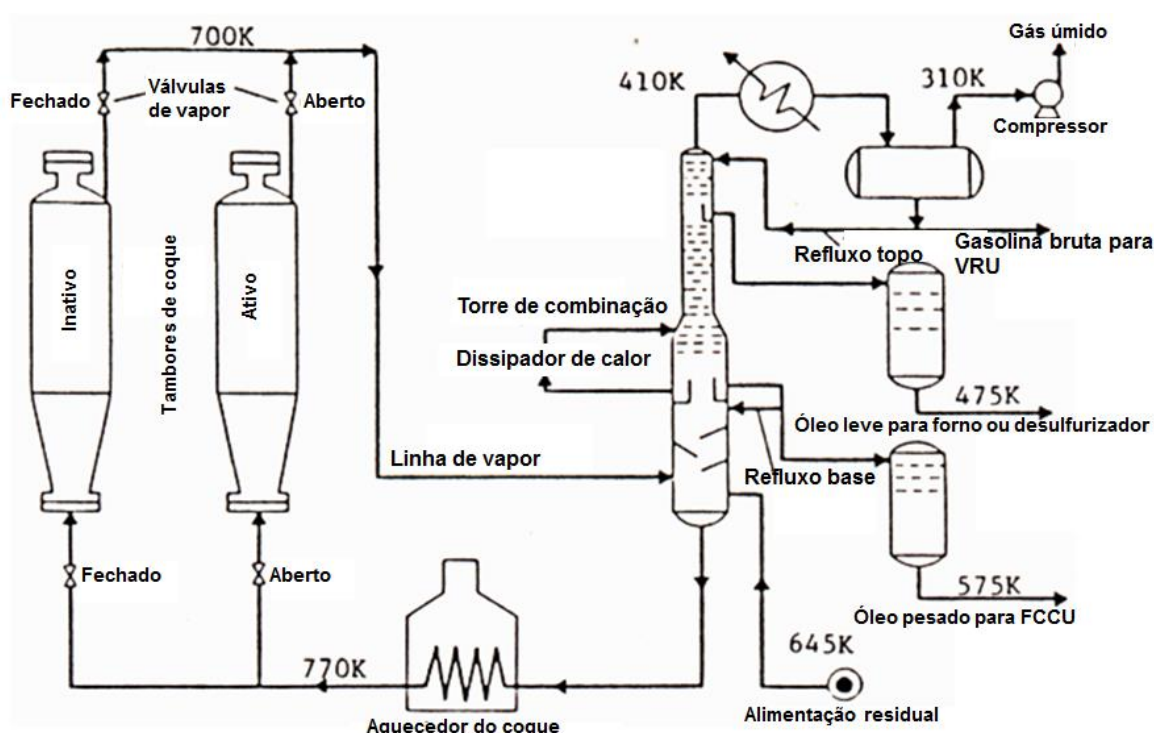 700K
Gás úmido
410K
310K
Fechado
Válvulas
de vapor
Aberto
Compressor
Inativo
Tambores de coque
Ativo
Refluxo topo
Gasolina bruta para
VRU
Torre de combinação
Dissipador de calor
475K
Óleo leve para forno ou desulfurizador
Linha de vapor
Refluxo base
Fechado
Aberto
575K
Óleo pesado para FCCU
645K
770K
Alimentação residual
Aquecedor do coque